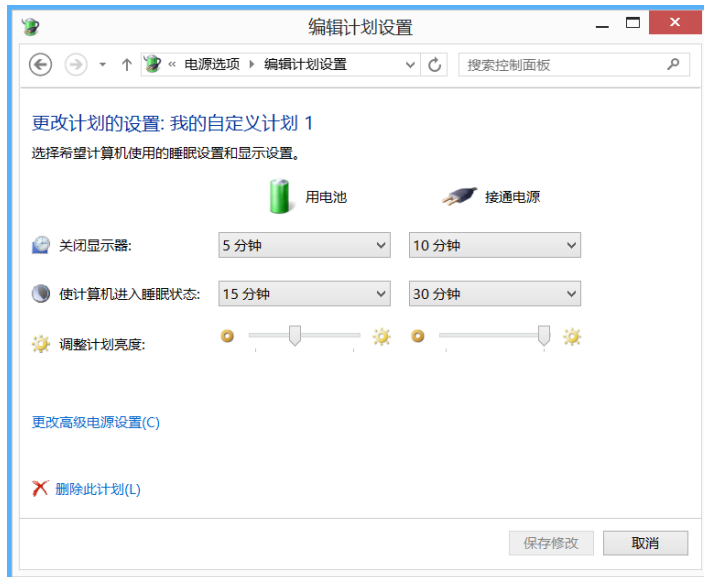 编辑计划设置
« 电源选项 ▸ 编辑计划设置 搜索控制面板
更改计划的设置: 我的自定义计划 1
选择希望计算机使用的睡眠设置和显示设置。
用电池 接通电源
关闭显示器: 5 分钟 10 分钟
使计算机进入睡眠状态: 15 分钟 30 分钟
调整计划亮度:
更改高级电源设置(C)
删除此计划(L)
保存修改 取消